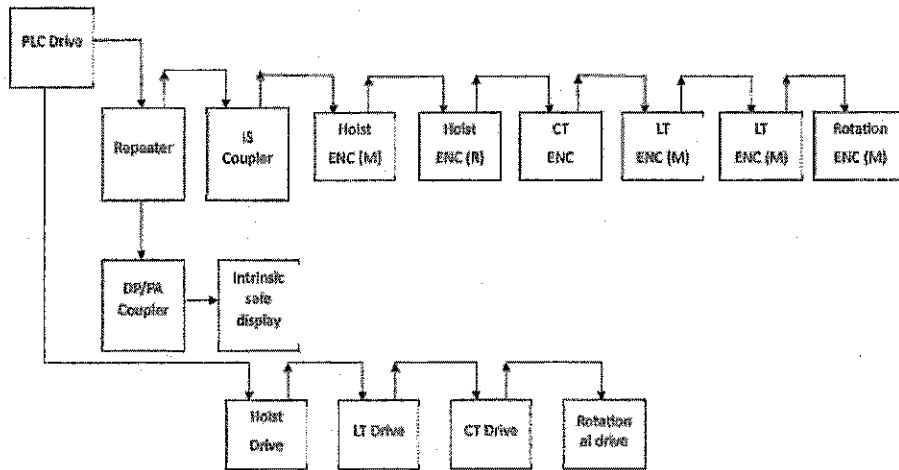 PLC Drive
Repeater
IS
Coupler
Hoist
ENC (M)
Hoist
ENC (R)
CT
ENC
LT
ENC (M)
LT
ENC (M)
Rotation
ENC (M)
DP/PA
Coupler
Intrinsic
safe
display
Hoist
Drive
LT Drive
CT Drive
Rotation
al drive